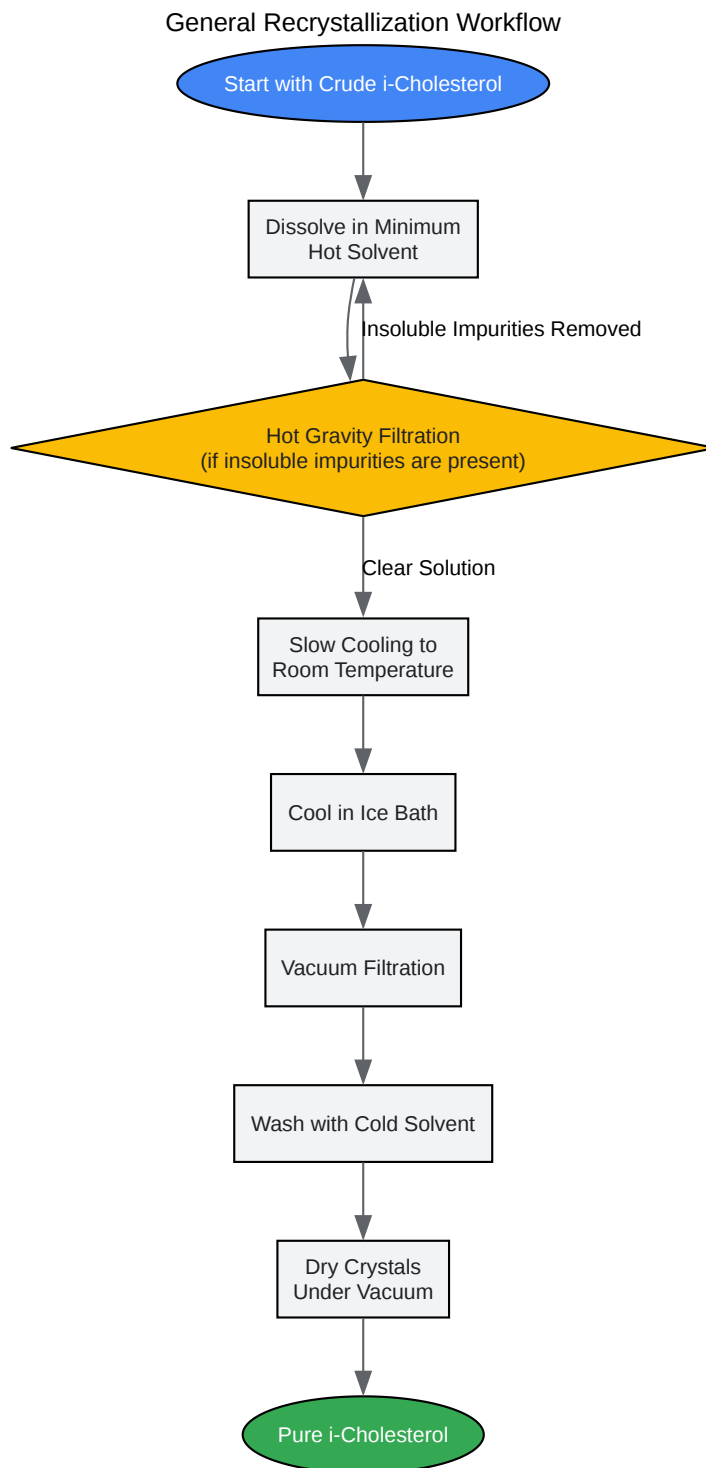 General Recrystallization Workflow
Start with Crude i-Cholesterol
Dissolve in Minimum
Hot Solvent
Insoluble Impurities Removed
Hot Gravity Filtration
(if insoluble impurities are present)
Clear Solution
Slow Cooling to
Room Temperature
Cool in Ice Bath
Vacuum Filtration
Wash with Cold Solvent
Dry Crystals
Under Vacuum
Pure i-Cholesterol